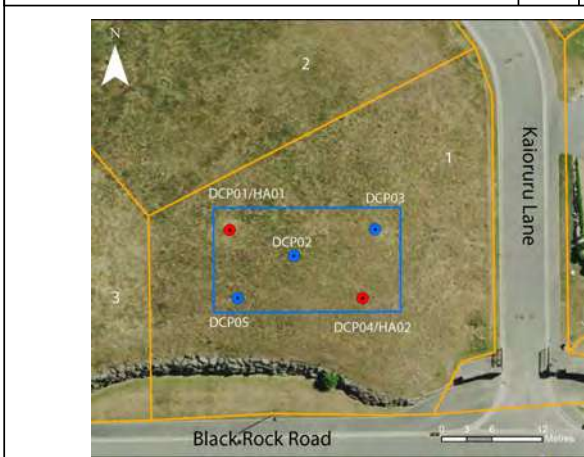 N
2
1
Kaioruru Lane
DCP01/HA01
DCP03
DCP02
3
DCP05
DCP04/HA02
Black Rock Road
0 3 6 12
Metres